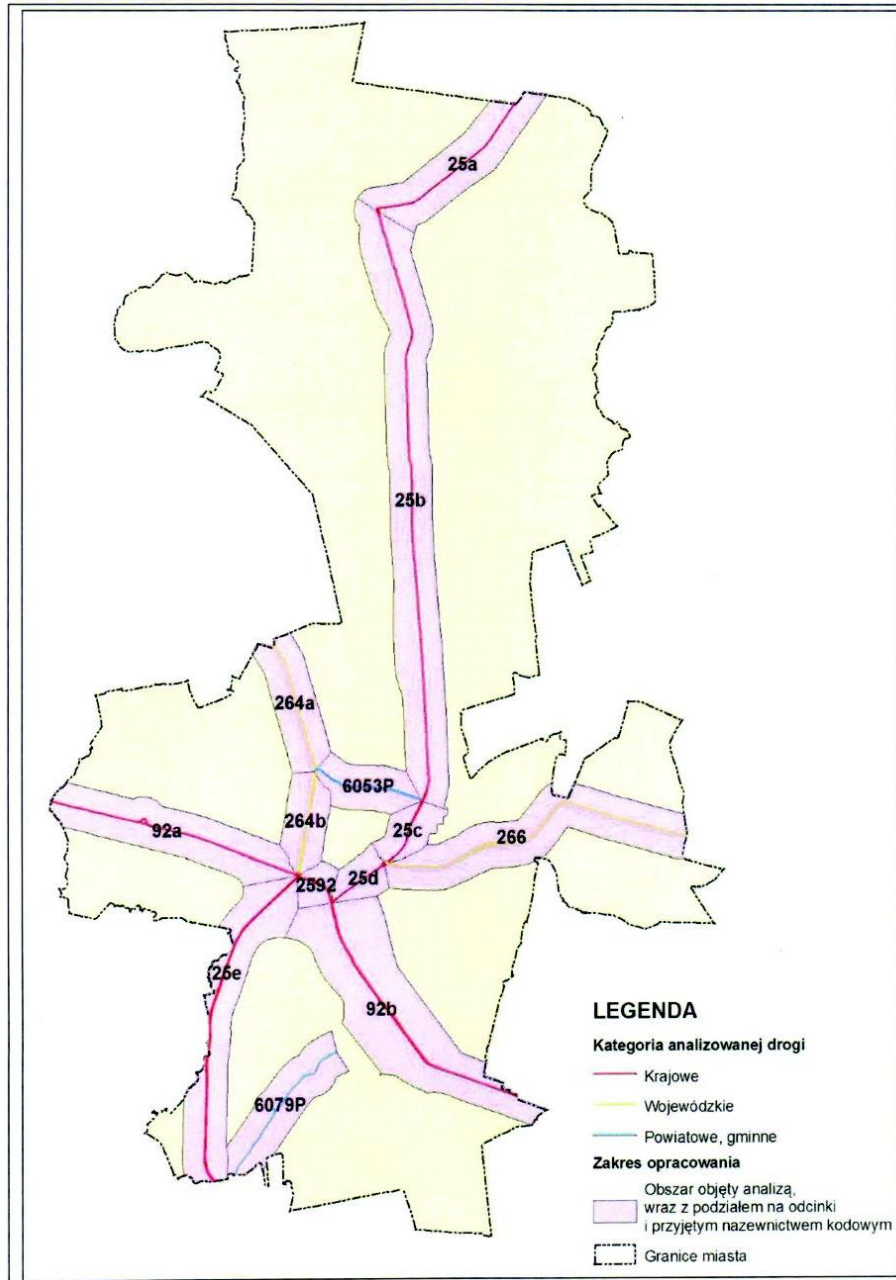 25a
25b
264a
6053P
264b
92a
25c
266
2592
25d
25e
92b
6079P
LEGENDA
Kategoria analizowanej drogi
Krajowe
Wojewódzkie
Powiatowe, gminne
Zakres opracowania
Obszar objęty analizą,
wraz z podziałem na odcinki
i przyjętym nazewnictwem kodowym
Granice miasta